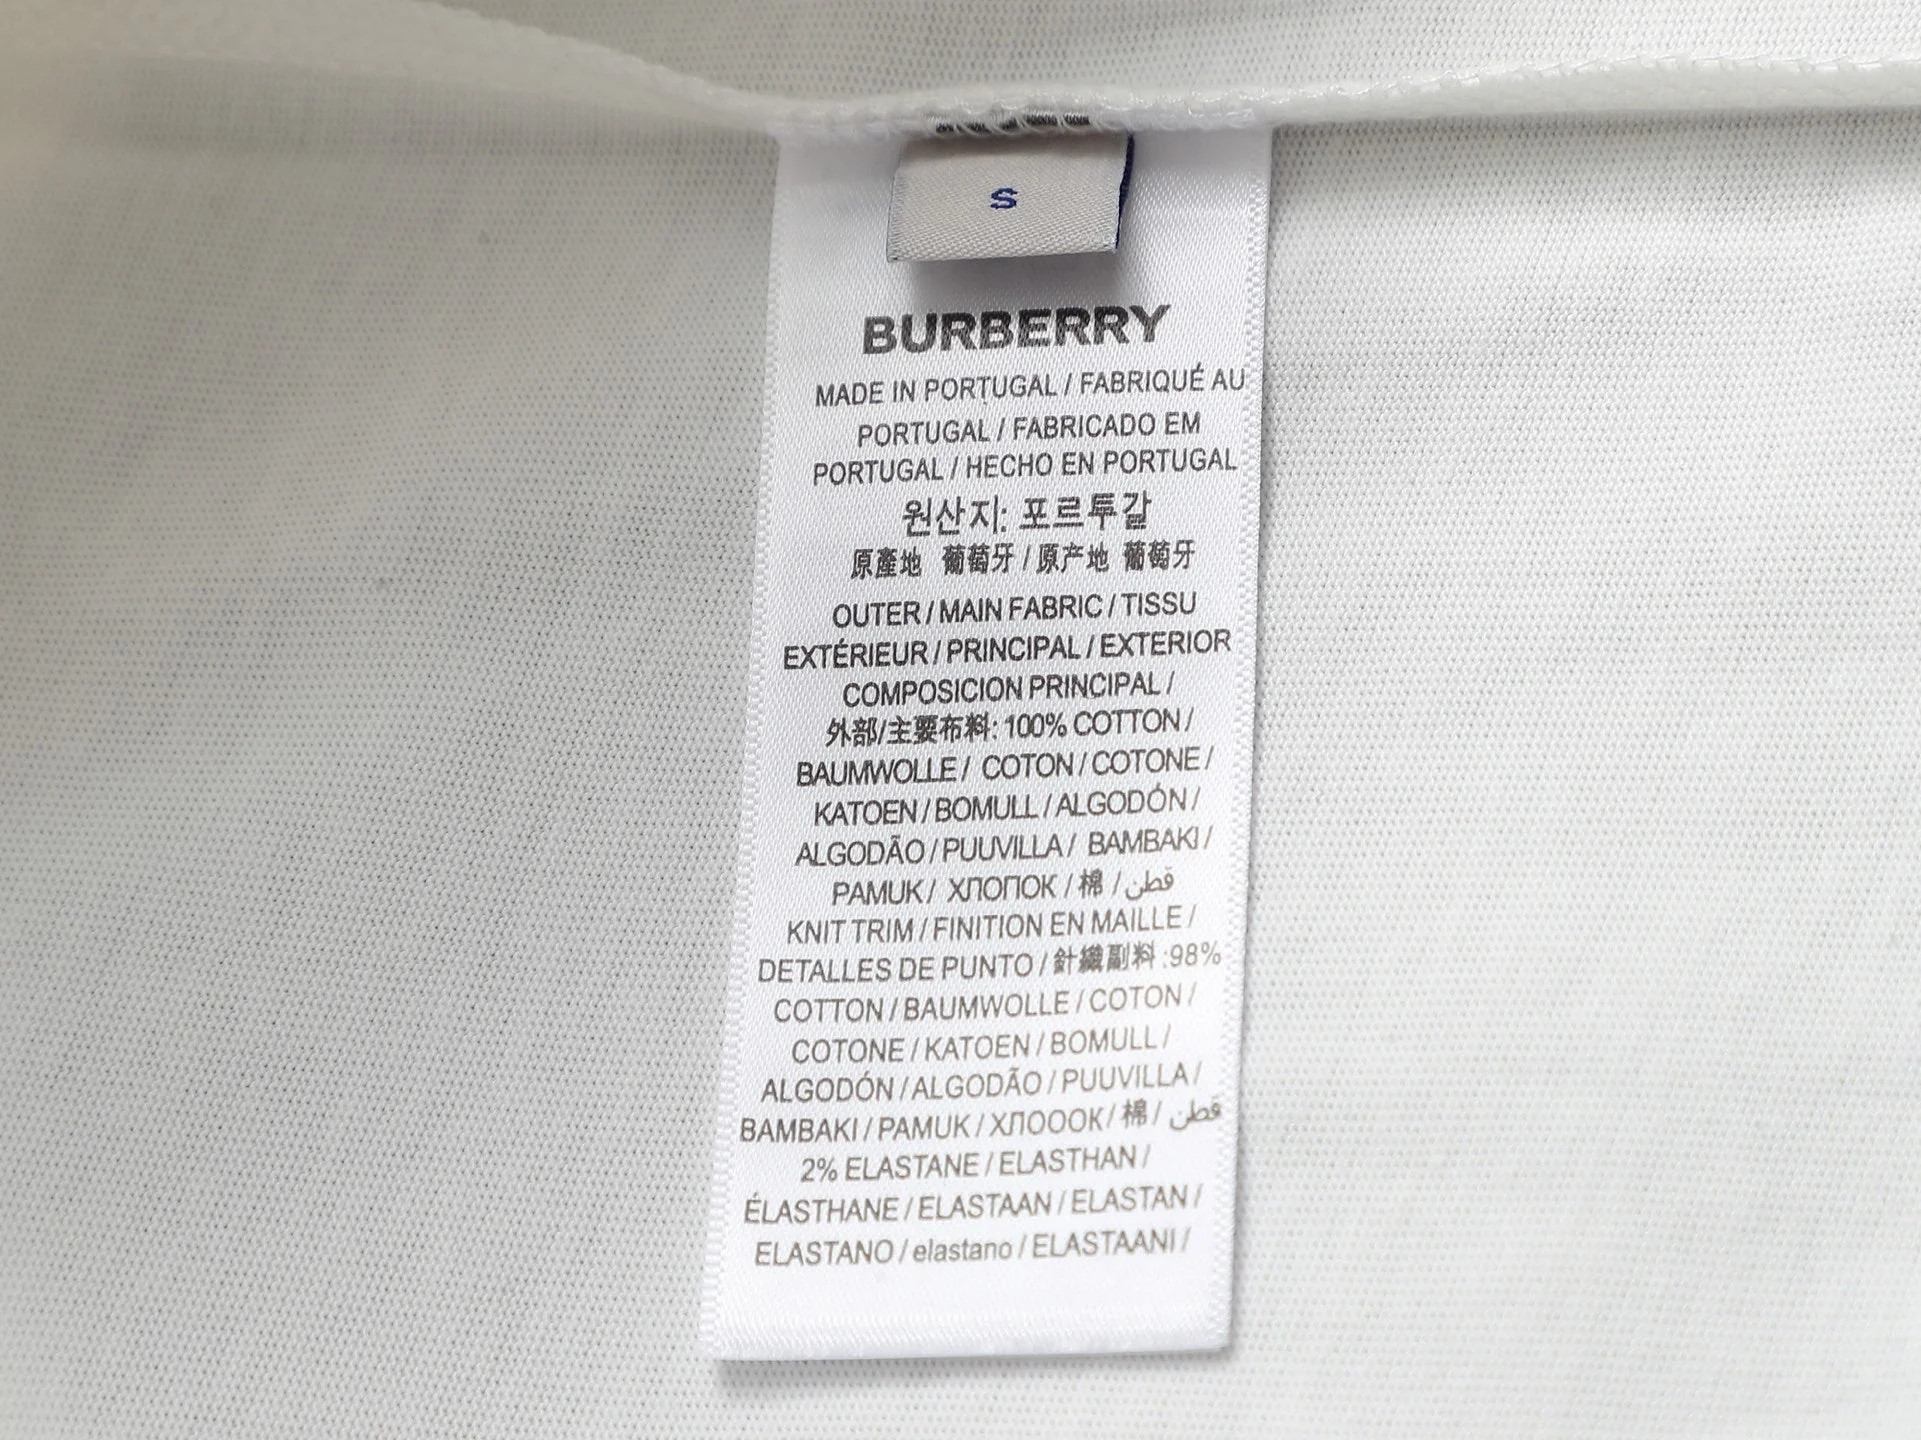 S
BURBERRY
MADE IN PORTUGAL / FABRIQUÉ AU
PORTUGAL / FABRICADO EM
PORTUGAL / HECHO EN PORTUGAL
원산지: 포르투갈
原產地 葡萄牙 / 原产地 葡萄牙
OUTER / MAIN FABRIC / TISSU
EXTÉRIEUR / PRINCIPAL / EXTERIOR
COMPOSICION PRINCIPAL /
外部/主要布料: 100% COTTON /
BAUMWOLLE / COTON / COTONE /
KATOEN / BOMULL / ALGODÓN /
ALGODÃO / PUUVILLA / BAMBAKI /
PAMUK / ХЛОПОК / 棉 / قطن
KNIT TRIM / FINITION EN MAILLE /
DETALLES DE PUNTO / 針織副料 :98%
COTTON / BAUMWOLLE / COTON /
COTONE / KATOEN / BOMULL /
ALGODÓN / ALGODÃO / PUUVILLA /
BAMBAKI / PAMUK / ХЛОООК / 棉 / قطن
2% ELASTANE / ELASTHAN /
ÉLASTHANE / ELASTAAN / ELASTAN /
ELASTANO / elastano / ELASTAANI /